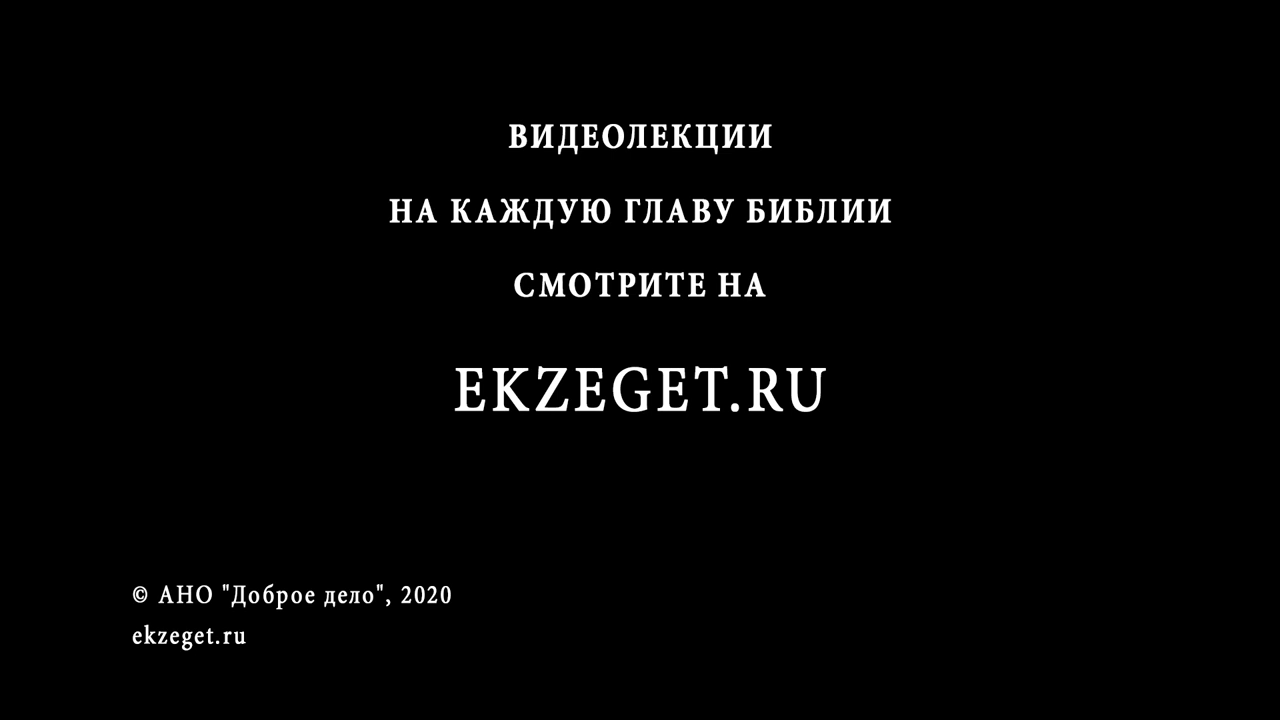 ВИДЕОЛЕКЦИИ
НА КАЖДУЮ ГЛАВУ БИБЛИИ
СМОТРИТЕ НА
EKZEGET.RU
© АНО "Доброе дело", 2020
ekzeget.ru